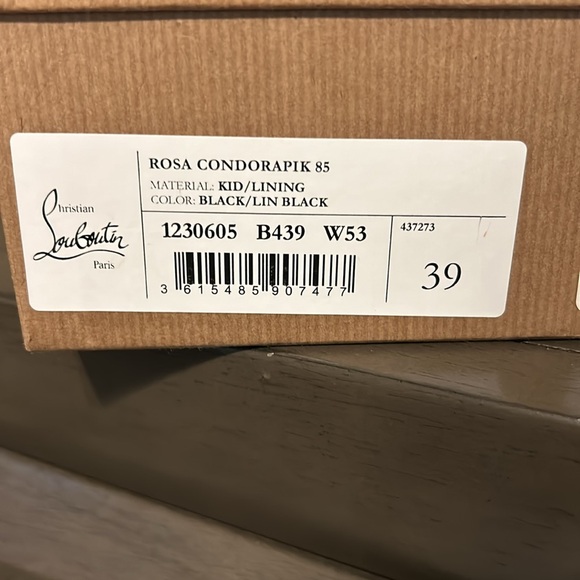 Christian
Louboutin
Paris
ROSA CONDORAPIK 85
MATERIAL: KID/LINING
COLOR: BLACK/LIN BLACK
1230605 B439 W53
3 615485 907477
437273
39